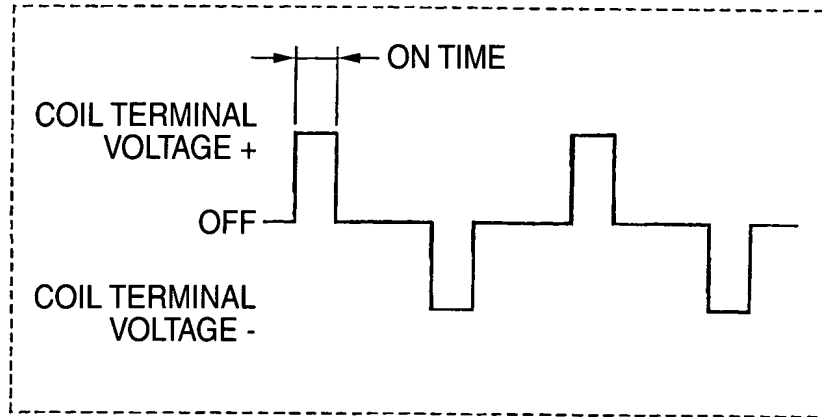 ON TIME
COIL TERMINAL
VOLTAGE +
OFF
COIL TERMINAL
VOLTAGE -